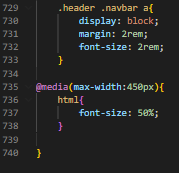 729 .header .navbar a{
730 display: block;
731 margin: 2rem;
732 font-size: 2rem;
733 }
734
735 @media(max-width:450px){
736 html{
737 font-size: 50%;
738 }
739
740 }